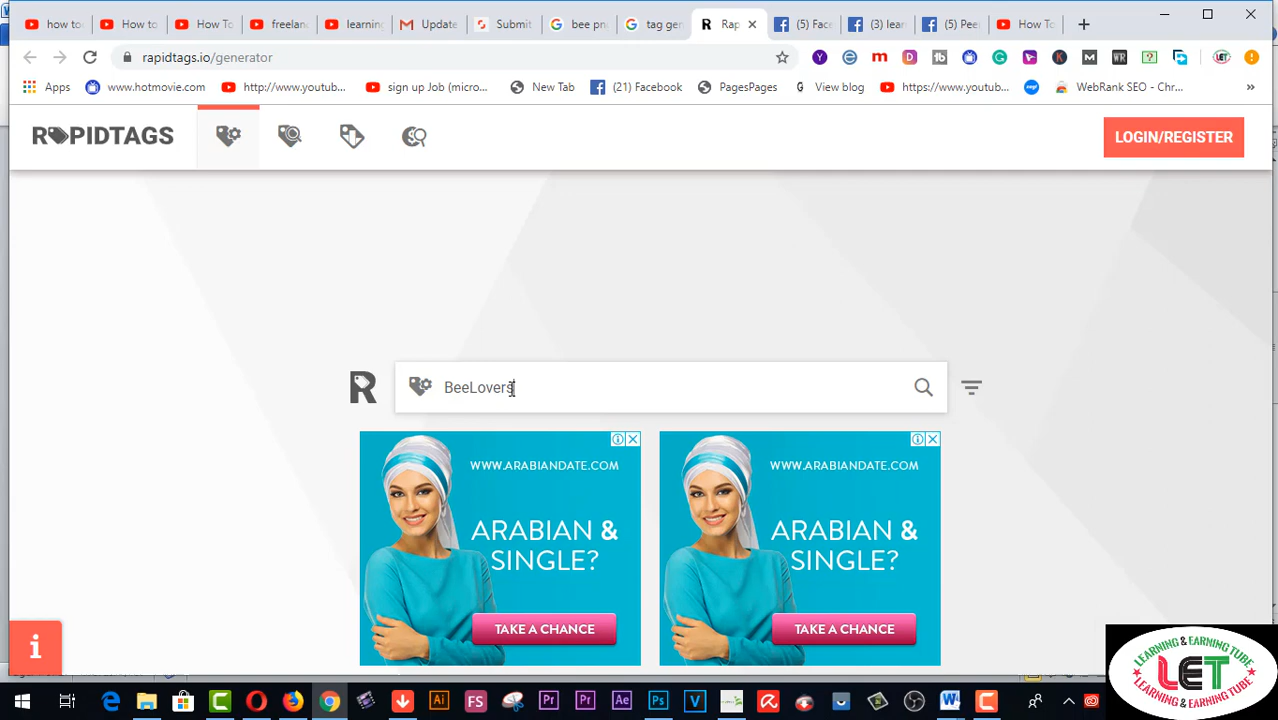 how to
How to
How To
freelan
learnin
Update
Submit
bee pn
tag gen
Rap
(5) Face
(3) lear
(5) Pee
How To
rapidtags.io/generator
Apps
www.hotmovie.com
http://www.youtub...
sign up Job (micro...
New Tab
(21) Facebook
PagesPages
View blog
https://www.youtub...
WebRank SEO - Chr...
RAPIDTAGS
LOGIN/REGISTER
BeeLovers
WWW.ARABIANDATE.COM
ARABIAN &
SINGLE?
TAKE A CHANCE
WWW.ARABIANDATE.COM
ARABIAN &
SINGLE?
TAKE A CHANCE
LEARNING & EARNING TUBE
LET
LEARNING & EARNING TUBE